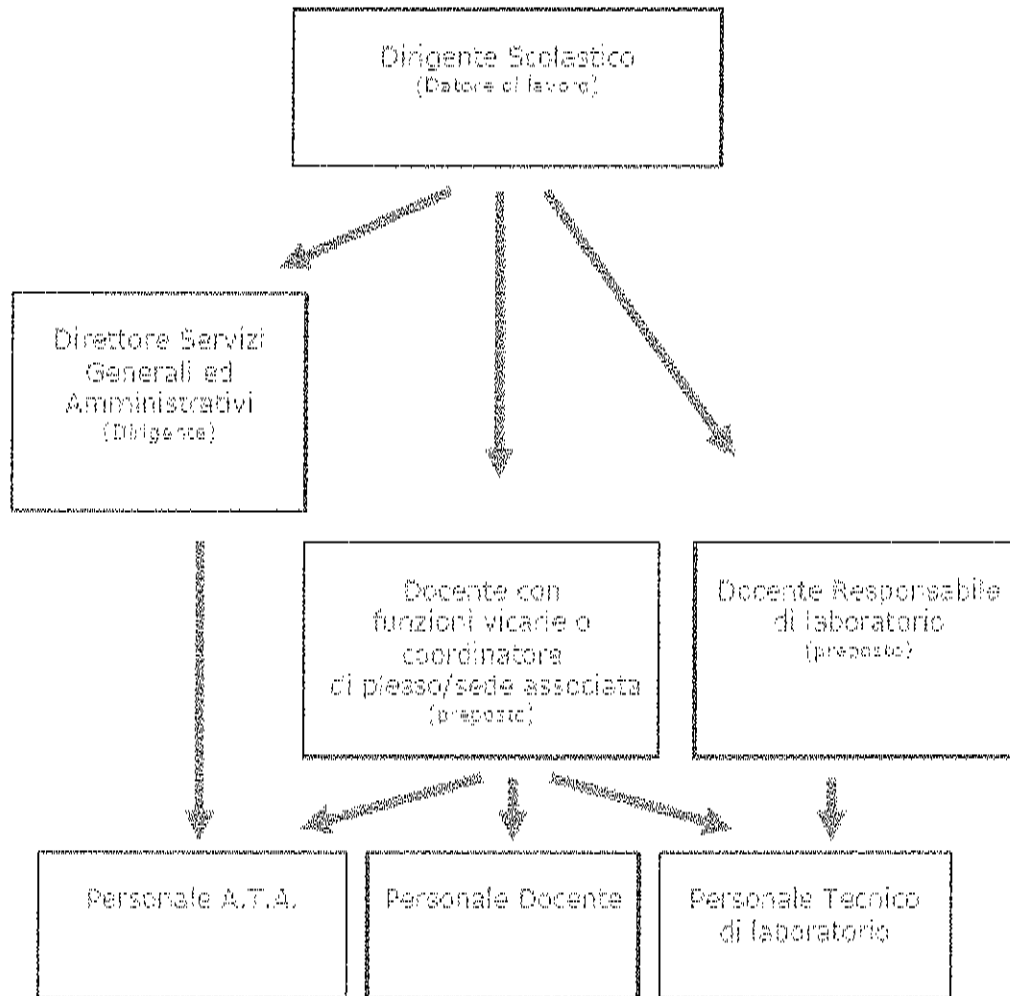 Dirigente Scolastico
(Datore di lavoro)
Direttore Servizi
Generali ed
Amministrativi
(Dirigente)
Docente con
funzioni vicarie o
coordinatore
di plesso/sede associata
(preposto)
Docente Responsabile
di laboratorio
(preposto)
Personale A.T.A.
Personale Docente
Personale Tecnico
di laboratorio